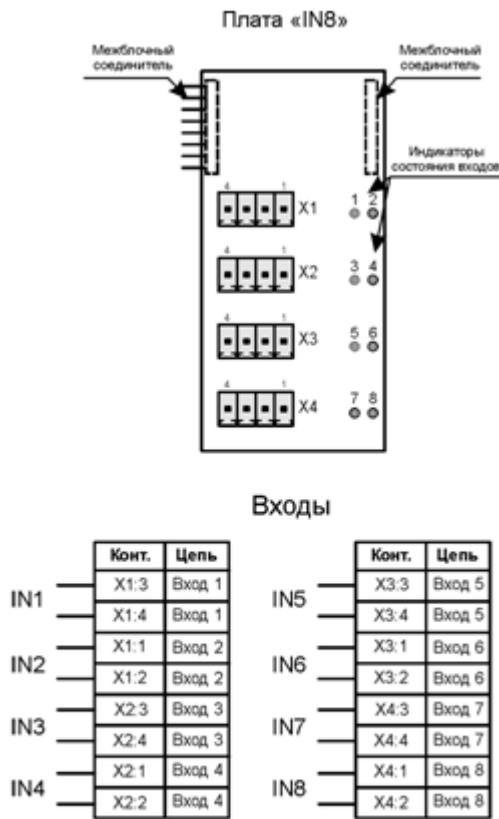 Плата «IN8»
Межблочный соединитель
Межблочный соединитель
Индикаторы состояния входов
4 1 X1 1 2
4 1 X2 3 4
4 1 X3 5 6
4 1 X4 7 8
Входы
Конт. Цепь Конт. Цепь
IN1 X1:3 Вход 1 IN5 X3:3 Вход 5
X1:4 Вход 1 X3:4 Вход 5
IN2 X1:1 Вход 2 IN6 X3:1 Вход 6
X1:2 Вход 2 X3:2 Вход 6
IN3 X2:3 Вход 3 IN7 X4:3 Вход 7
X2:4 Вход 3 X4:4 Вход 7
IN4 X2:1 Вход 4 IN8 X4:1 Вход 8
X2:2 Вход 4 X4:2 Вход 8